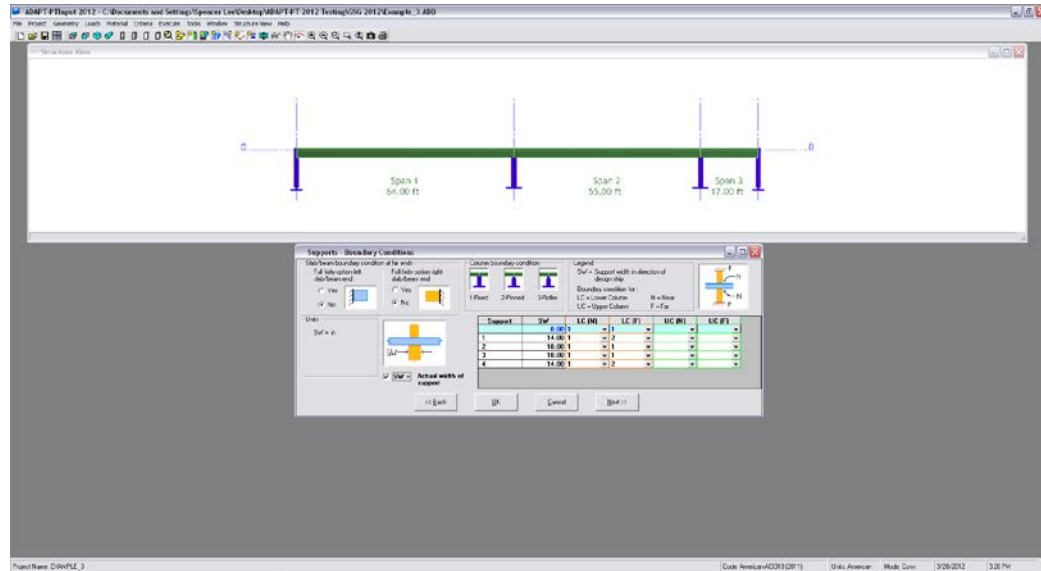 ADAPT-PTInput 2012 - C:\Documents and Settings\Spencer Lee\Desktop\ADAPT-PT 2012 Testing\GSG 2012\Example_3.ADO
File Project Geometry Loads Material Criteria Execute Tools Window Structure View Help
Structure View
0
0
Span 1
64.00 ft
Span 2
55.00 ft
Span 3
17.00 ft
Supports - Boundary Conditions
Slab/beam boundary condition at far ends
Full fixity option left slab/beam end
Yes
No
Full fixity option right slab/beam end
Yes
No
Column boundary condition
1-Fixed
2-Pinned
3-Roller
Legend
SW = Support width in direction of design strip
Boundary condition for:
LC = Lower Column
N = Near
UC = Upper Column
F = Far
F
N
N
F
Units
SW = in
SW
SW =
Actual width of support
Support SW LC (N) LC (F) UC (N) UC (F)
0.00 1 1
1 14.00 1 2
2 18.00 1 1
3 18.00 1 1
4 14.00 1 2
<< Back
OK
Cancel
Next >>
Project Name: EXAMPLE_3
Code: American-ACI318 (2011)
Units: American
Mode: Conv
3/26/2012
3:28 PM